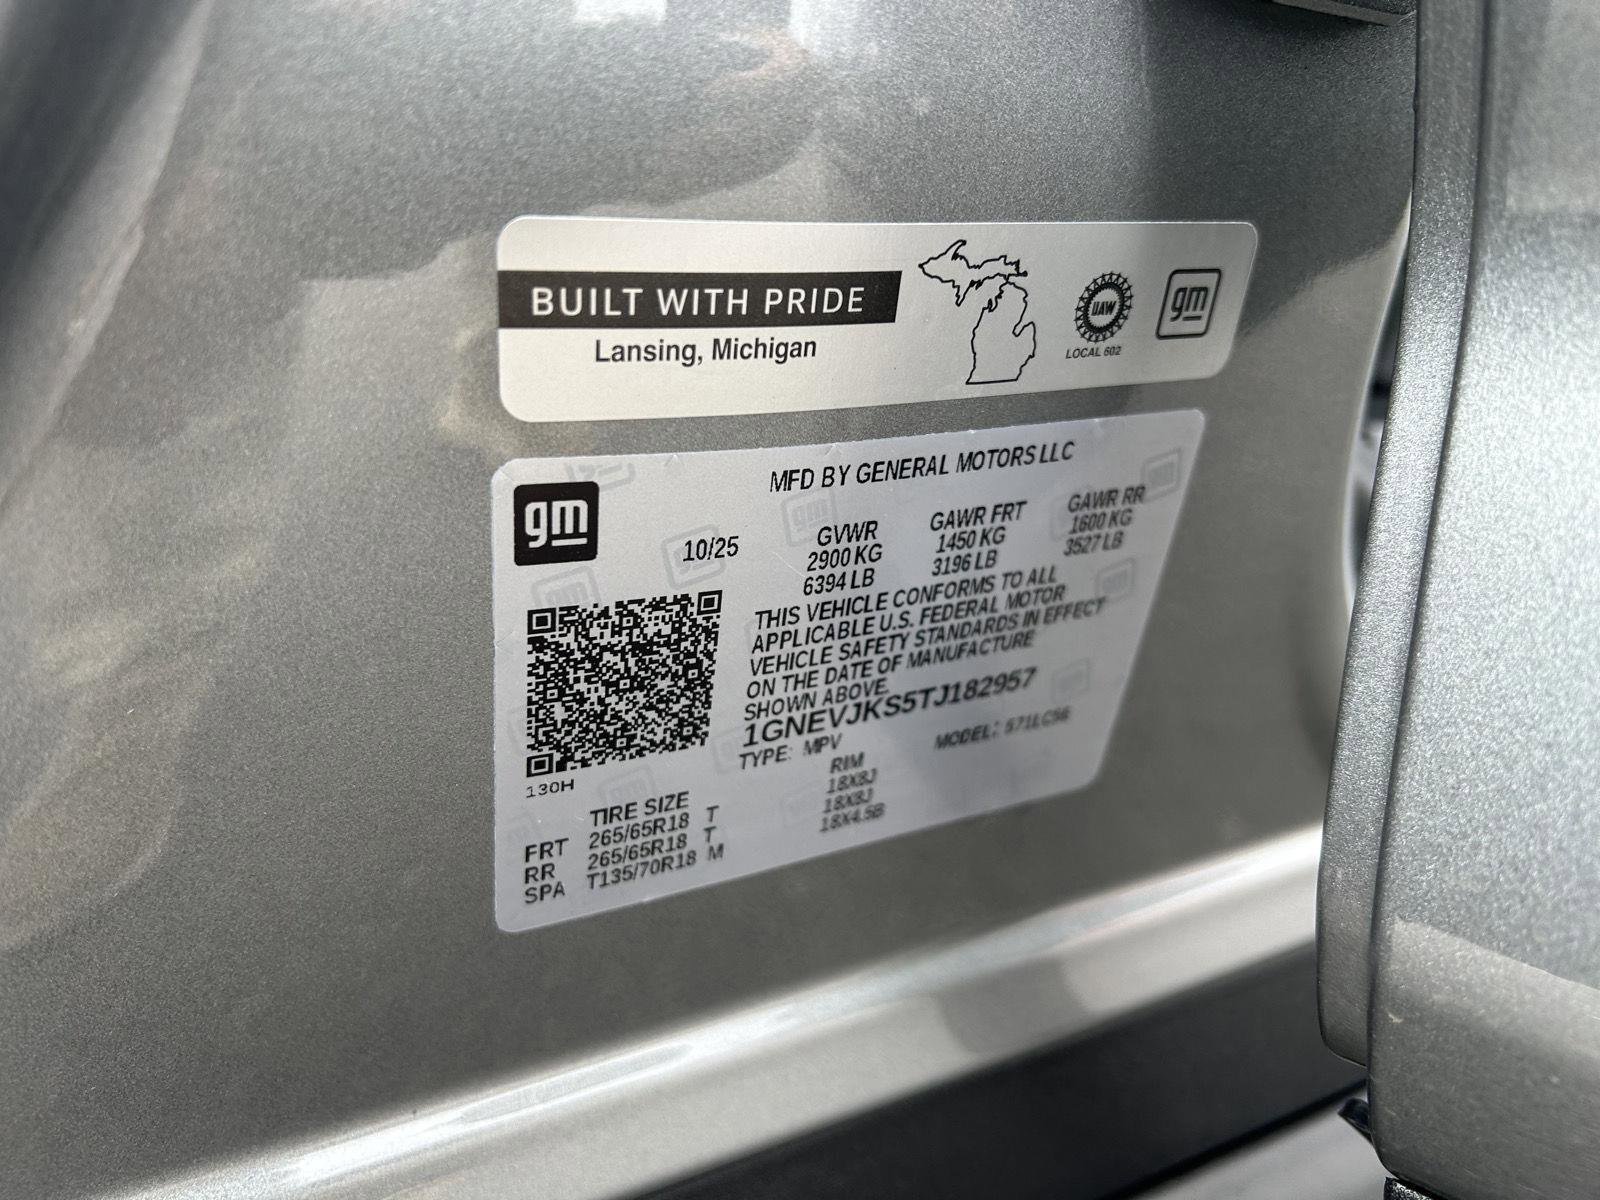 BUILT WITH PRIDE
Lansing, Michigan
UAW
LOCAL 602
gm
gm
MFD BY GENERAL MOTORS LLC
10/25
GVWR
2900 KG
6394 LB
GAWR FRT
1450 KG
3196 LB
GAWR RR
1600 KG
3527 LB
THIS VEHICLE CONFORMS TO ALL
APPLICABLE U.S. FEDERAL MOTOR
VEHICLE SAFETY STANDARDS IN EFFECT
ON THE DATE OF MANUFACTURE
SHOWN ABOVE.
1GNEVJKS5TJ182957
TYPE: MPV
MODEL: 571LC56
130H
TIRE SIZE RIM
FRT 265/65R18 T 18X8J
RR 265/65R18 T 18X8J
SPA T135/70R18 M 18X4.5B